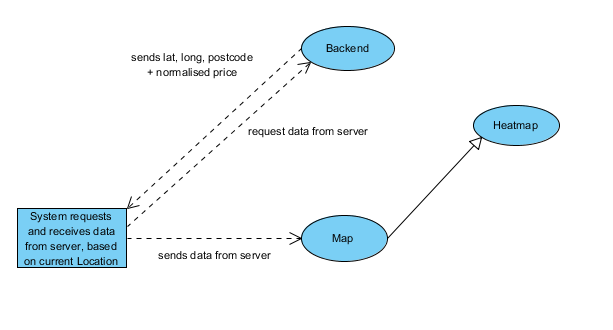 Backend
sends lat, long, postcode
+ normalised price
request data from server
Heatmap
System requests
and receives data
from server, based
on current Location
Map
sends data from server